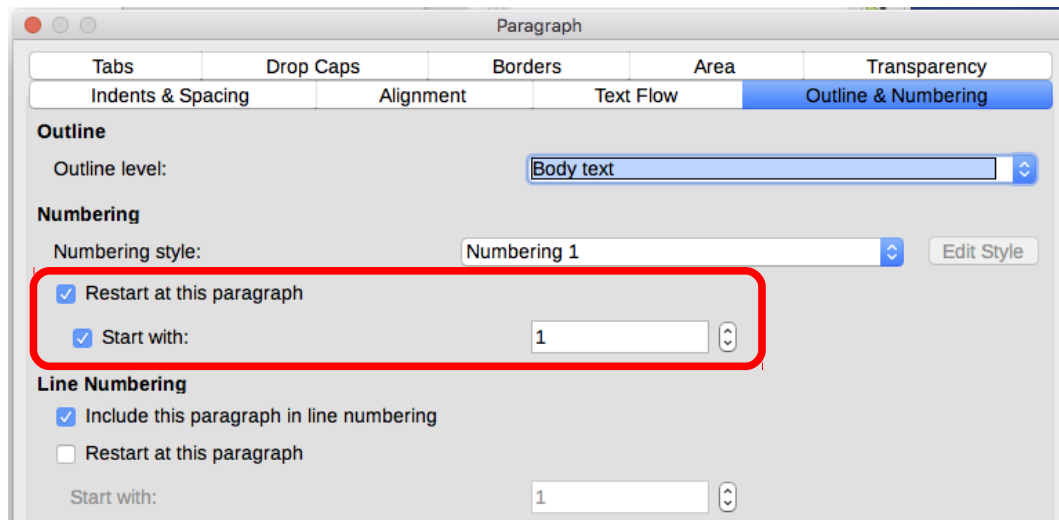 Paragraph
Tabs Drop Caps Borders Area Transparency
Indents & Spacing Alignment Text Flow Outline & Numbering
Outline
Outline level: Body text
Numbering
Numbering style: Numbering 1 Edit Style
Restart at this paragraph
Start with: 1
Line Numbering
Include this paragraph in line numbering
Restart at this paragraph
Start with: 1